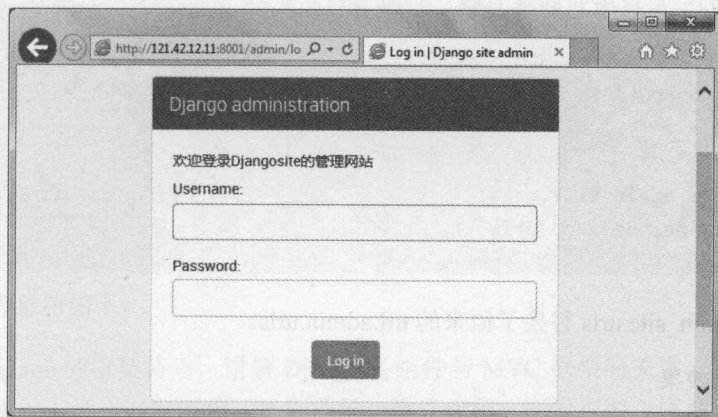 http://121.42.12.11:8001/admin/lo
Log in | Django site admin
Django administration
欢迎登录Djangosite的管理网站
Username:
Password:
Log in